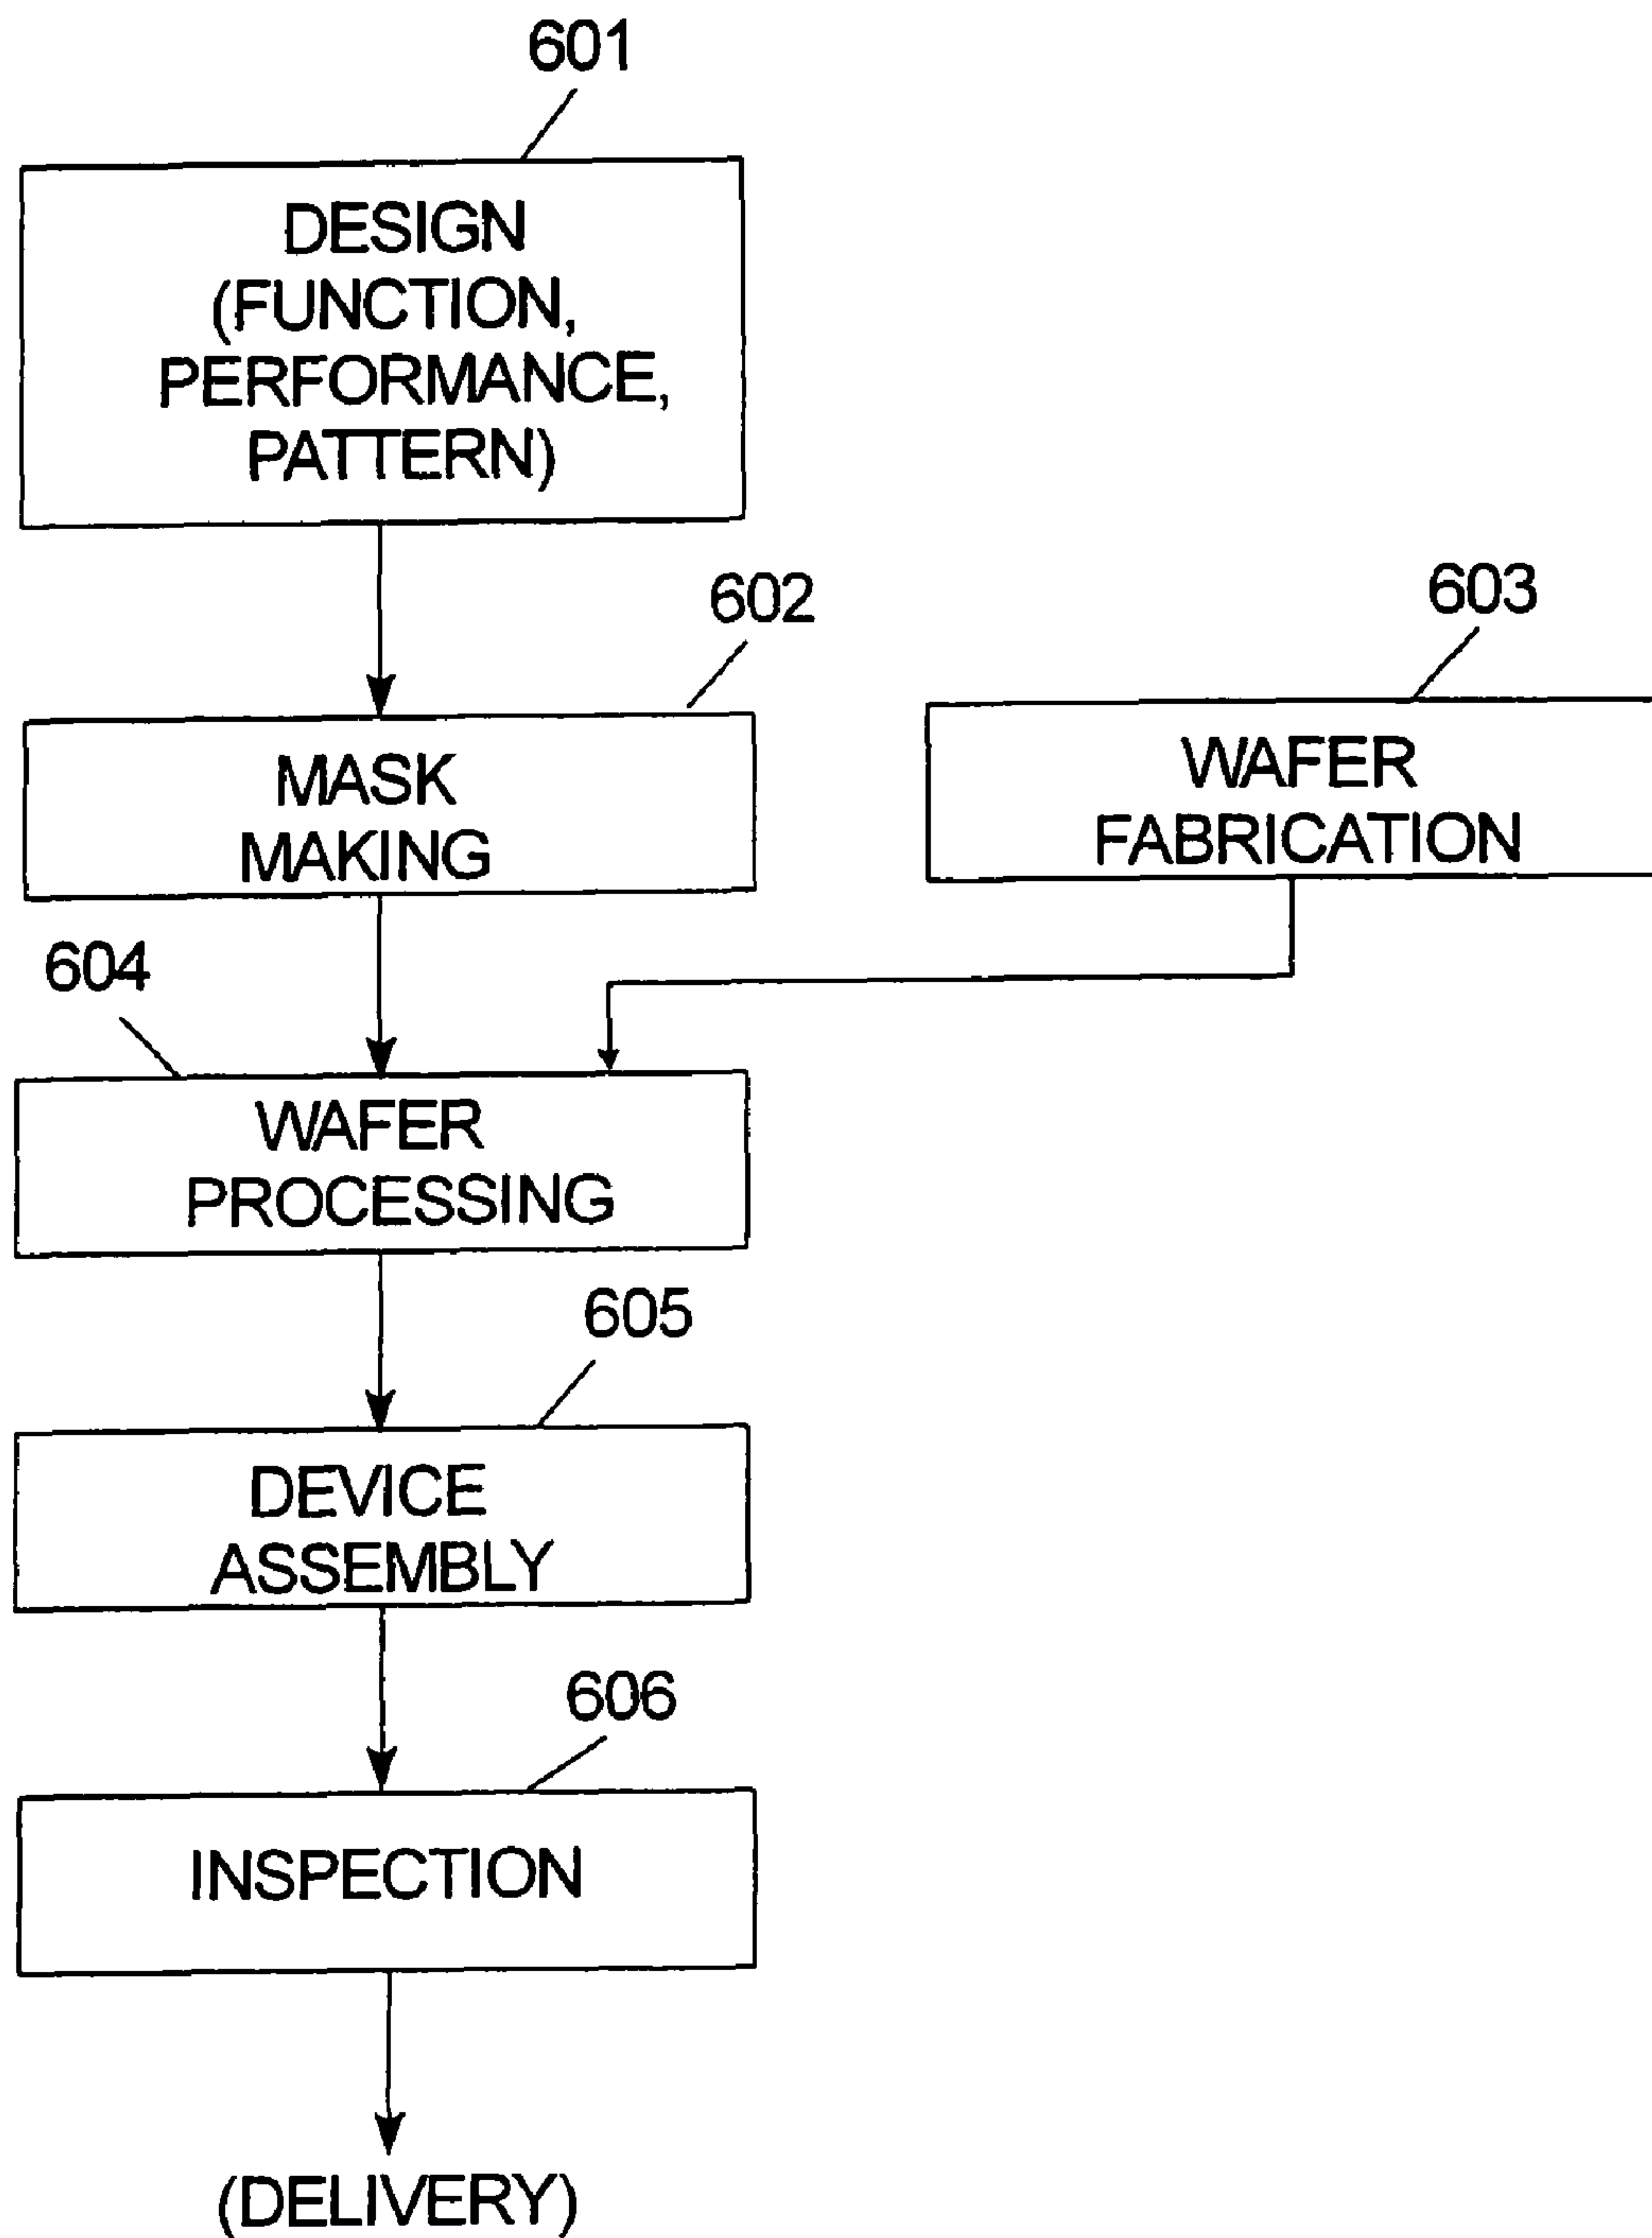 601
DESIGN
(FUNCTION,
PERFORMANCE,
PATTERN)
602
603
MASK
MAKING
WAFER
FABRICATION
604
WAFER
PROCESSING
605
DEVICE
ASSEMBLY
606
INSPECTION
(DELIVERY)